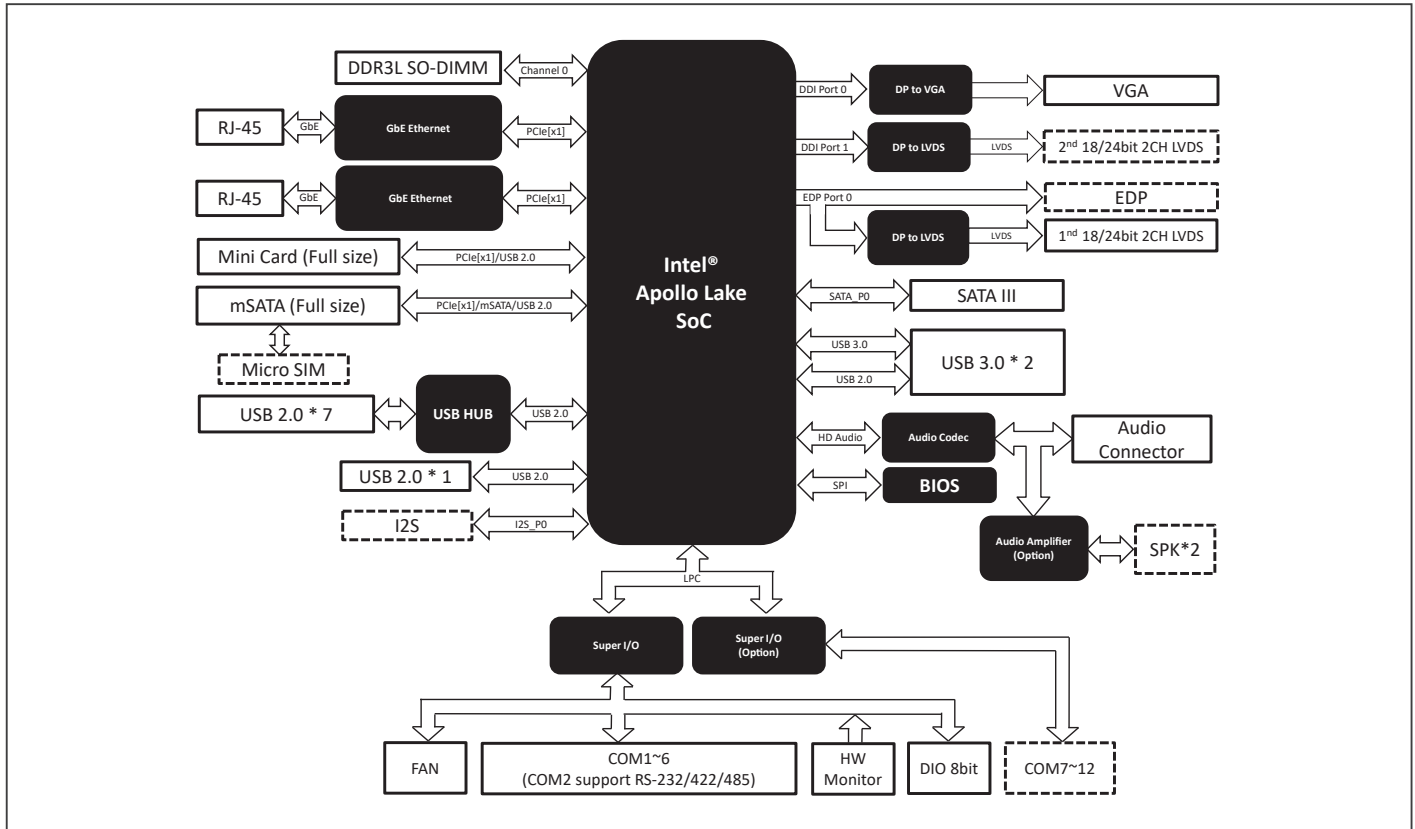 DDR3L SO-DIMM
Channel 0
RJ-45
GbE
GbE Ethernet
PCIe[x1]
RJ-45
GbE
GbE Ethernet
PCIe[x1]
Mini Card (Full size)
PCIe[x1]/USB 2.0
mSATA (Full size)
PCIe[x1]/mSATA/USB 2.0
Micro SIM
USB 2.0 * 7
USB HUB
USB 2.0
USB 2.0 * 1
USB 2.0
I2S
I2S_P0
Intel®
Apollo Lake
SoC
DDI Port 0
DP to VGA
VGA
DDI Port 1
DP to LVDS
LVDS
2nd 18/24bit 2CH LVDS
EDP Port 0
EDP
DP to LVDS
LVDS
1nd 18/24bit 2CH LVDS
SATA_P0
SATA III
USB 3.0
USB 2.0
USB 3.0 * 2
HD Audio
Audio Codec
Audio
Connector
SPI
BIOS
Audio Amplifier
(Option)
SPK*2
LPC
Super I/O
Super I/O
(Option)
FAN
COM1~6
(COM2 support RS-232/422/485)
HW
Monitor
DIO 8bit
COM7~12